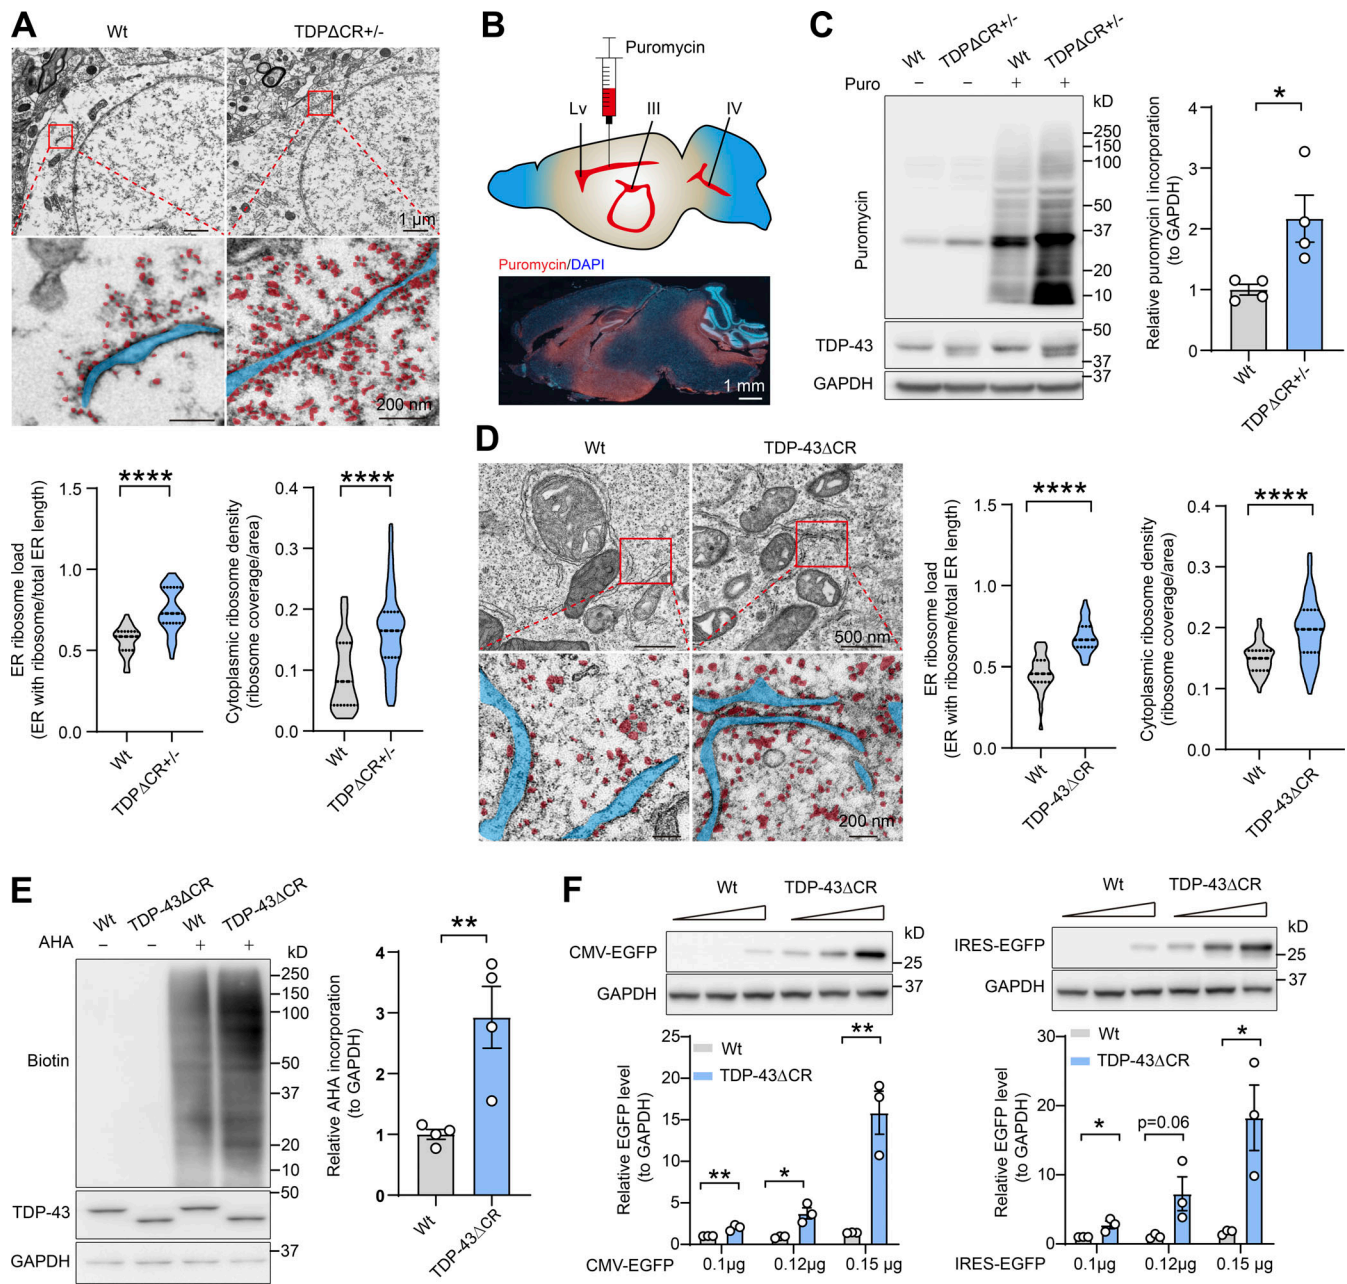 A
Wt
TDPΔCR+/-
1 µm
200 nm
ER ribosome load
(ER with ribosome/total ER length)
1.5
1.0
0.5
0.0
****
Wt
TDPΔCR+/-
Cytoplasmic ribosome density
(ribosome coverage/area)
0.4
0.3
0.2
0.1
0.0
****
Wt
TDPΔCR+/-
B
Puromycin
Lv
III
IV
Puromycin/DAPI
1 mm
C
Wt
TDPΔCR+/-
Wt
TDPΔCR+/-
Puro
−
−
+
+
kD
250
150
100
50
37
20
10
Puromycin
TDP-43
50
37
GAPDH
37
Relative puromycin I incorporation
(to GAPDH)
4
3
2
1
0
*
Wt
TDPΔCR+/-
D
Wt
TDP-43ΔCR
500 nm
200 nm
ER ribosome load
(ER with ribosome/total ER length)
1.5
1.0
0.5
0.0
****
Wt
TDP-43ΔCR
Cytoplasmic ribosome density
(ribosome coverage/area)
0.4
0.3
0.2
0.1
0.0
****
Wt
TDP-43ΔCR
E
Wt
TDP-43ΔCR
Wt
TDP-43ΔCR
AHA
−
−
+
+
kD
250
150
100
50
37
20
10
Biotin
TDP-43
50
GAPDH
37
Relative AHA incorporation
(to GAPDH)
4
3
2
1
0
**
Wt
TDP-43ΔCR
F
Wt
TDP-43ΔCR
kD
CMV-EGFP
25
GAPDH
37
Relative EGFP level
(to GAPDH)
25
20
15
10
5
0
Wt
TDP-43ΔCR
**
*
**
CMV-EGFP
0.1µg
0.12µg
0.15 µg
Wt
TDP-43ΔCR
kD
IRES-EGFP
25
GAPDH
37
Relative EGFP level
(to GAPDH)
30
20
10
0
Wt
TDP-43ΔCR
*
p=0.06
*
IRES-EGFP
0.1µg
0.12µg
0.15 µg